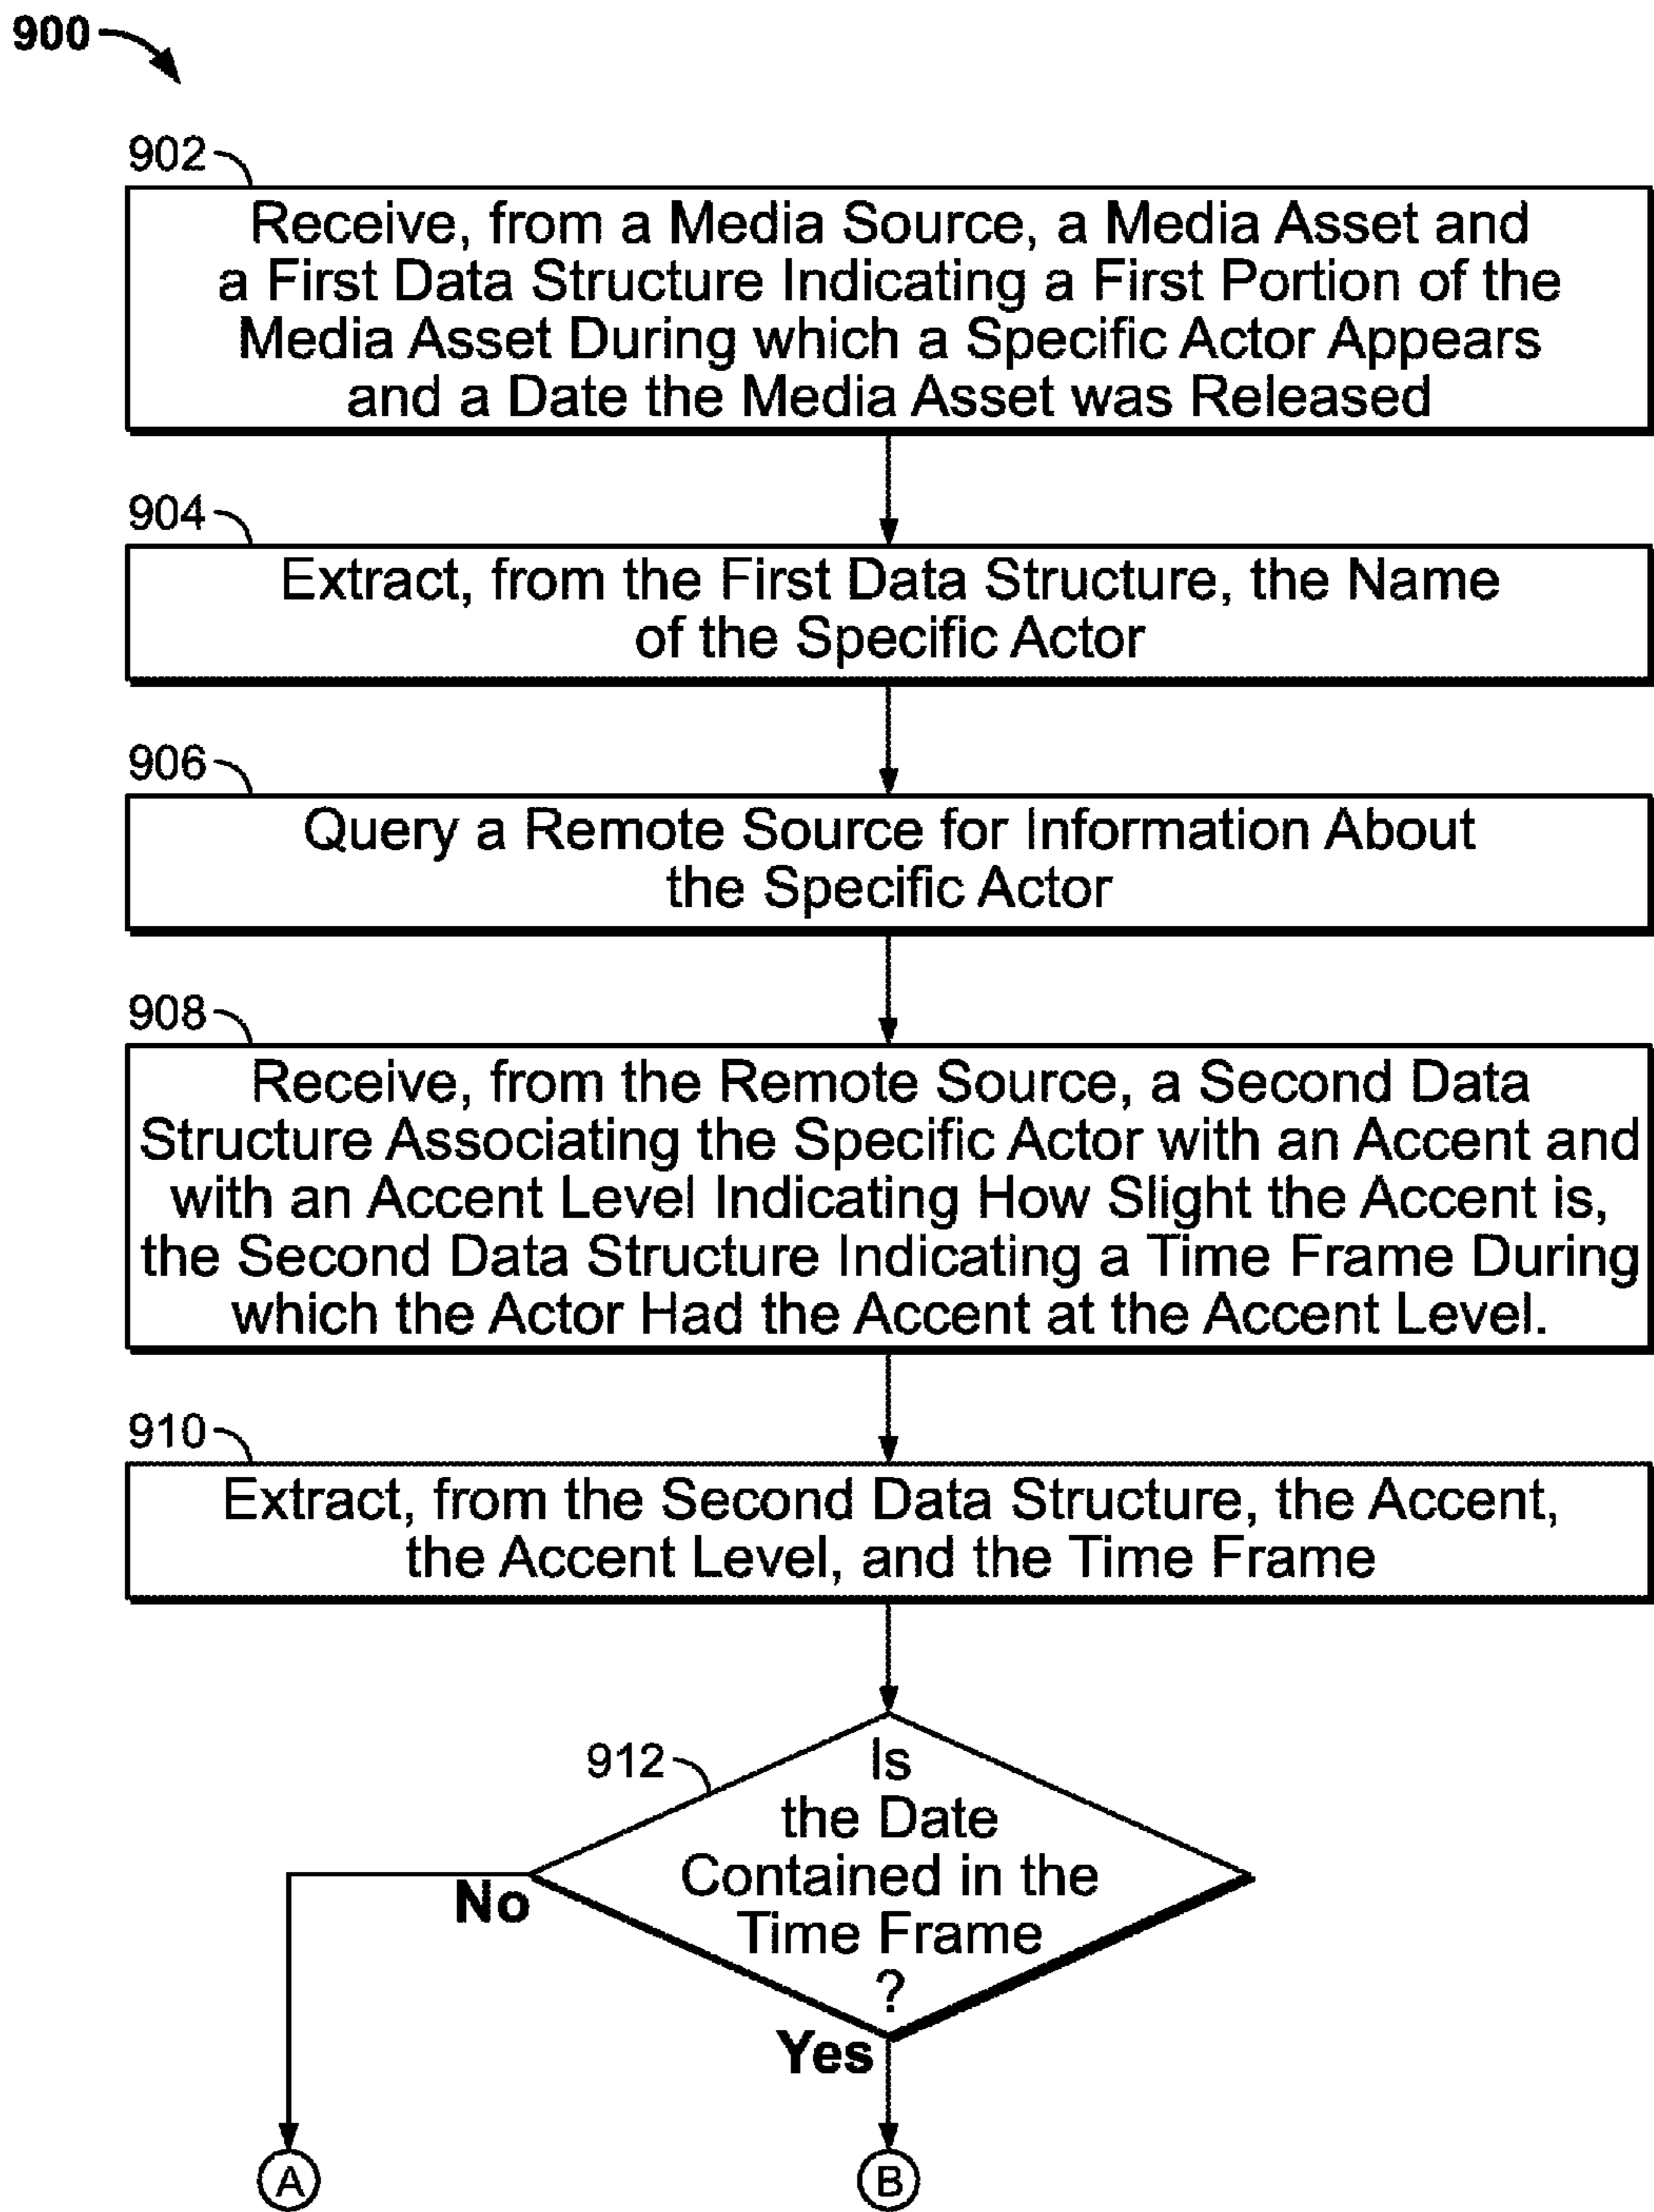 900
902
Receive, from a Media Source, a Media Asset and
a First Data Structure Indicating a First Portion of the
Media Asset During which a Specific Actor Appears
and a Date the Media Asset was Released
904
Extract, from the First Data Structure, the Name
of the Specific Actor
906
Query a Remote Source for Information About
the Specific Actor
908
Receive, from the Remote Source, a Second Data
Structure Associating the Specific Actor with an Accent and
with an Accent Level Indicating How Slight the Accent is,
the Second Data Structure Indicating a Time Frame During
which the Actor Had the Accent at the Accent Level.
910
Extract, from the Second Data Structure, the Accent,
the Accent Level, and the Time Frame
912
Is
the Date
Contained in the
Time Frame
?
No
Yes
A
B